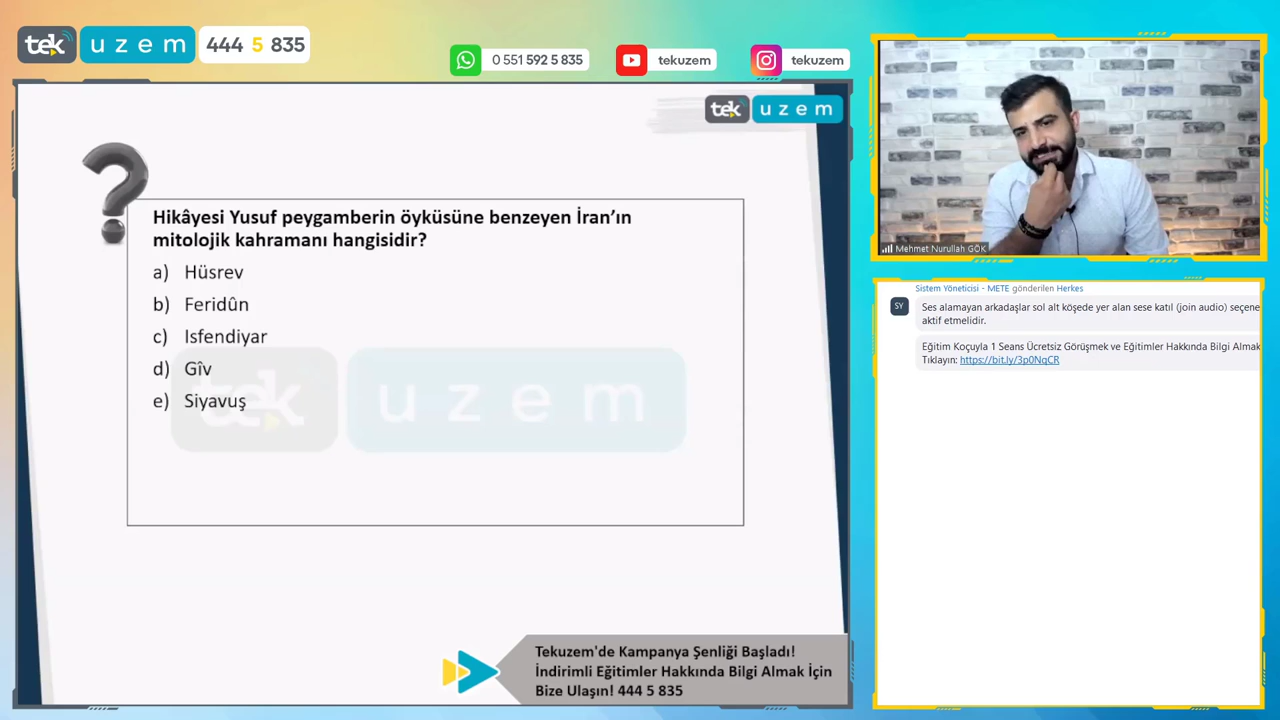 tek uzem 444 5 835
0 551 592 5 835
tekuzem
tekuzem
tek uzem
Hikâyesi Yusuf peygamberin öyküsüne benzeyen İran’ın
mitolojik kahramanı hangisidir?
a) Hüsrev
b) Feridûn
c) Isfendiyar
d) Gîv
e) Siyavuş
tek uzem
Tekuzem'de Kampanya Şenliği Başladı!
İndirimli Eğitimler Hakkında Bilgi Almak İçin
Bize Ulaşın! 444 5 835
Mehmet Nurullah GÖK
Sistem Yöneticisi - METE gönderilen Herkes
SY
Ses alamayan arkadaşlar sol alt köşede yer alan sese katıl (join audio) seçene
aktif etmelidir.
Eğitim Koçuyla 1 Seans Ücretsiz Görüşmek ve Eğitimler Hakkında Bilgi Almak
Tıklayın: https://bit.ly/3p0NqCR